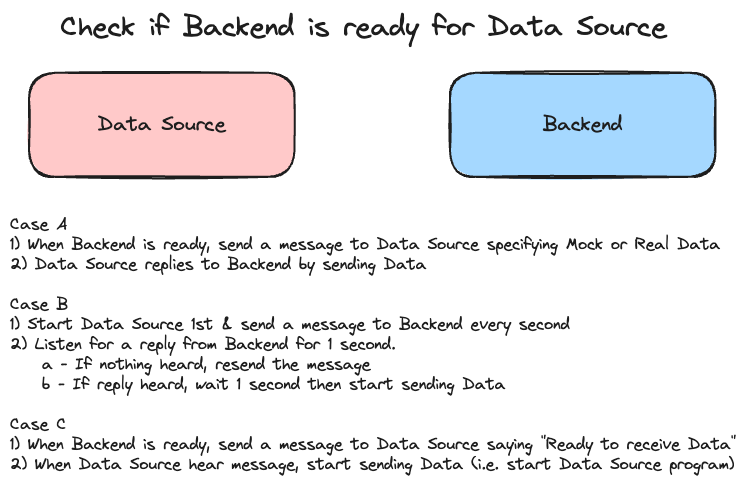 Check if Backend is ready for Data Source
Data Source
Backend
Case A
1) When Backend is ready, send a message to Data Source specifying Mock or Real Data
2) Data Source replies to Backend by sending Data
Case B
1) Start Data Source 1st & send a message to Backend every second
2) Listen for a reply from Backend for 1 second.
a - If nothing heard, resend the message
b - If reply heard, wait 1 second then start sending Data
Case C
1) When Backend is ready, send a message to Data Source saying "Ready to receive Data"
2) When Data Source hear message, start sending Data (i.e. start Data Source program)